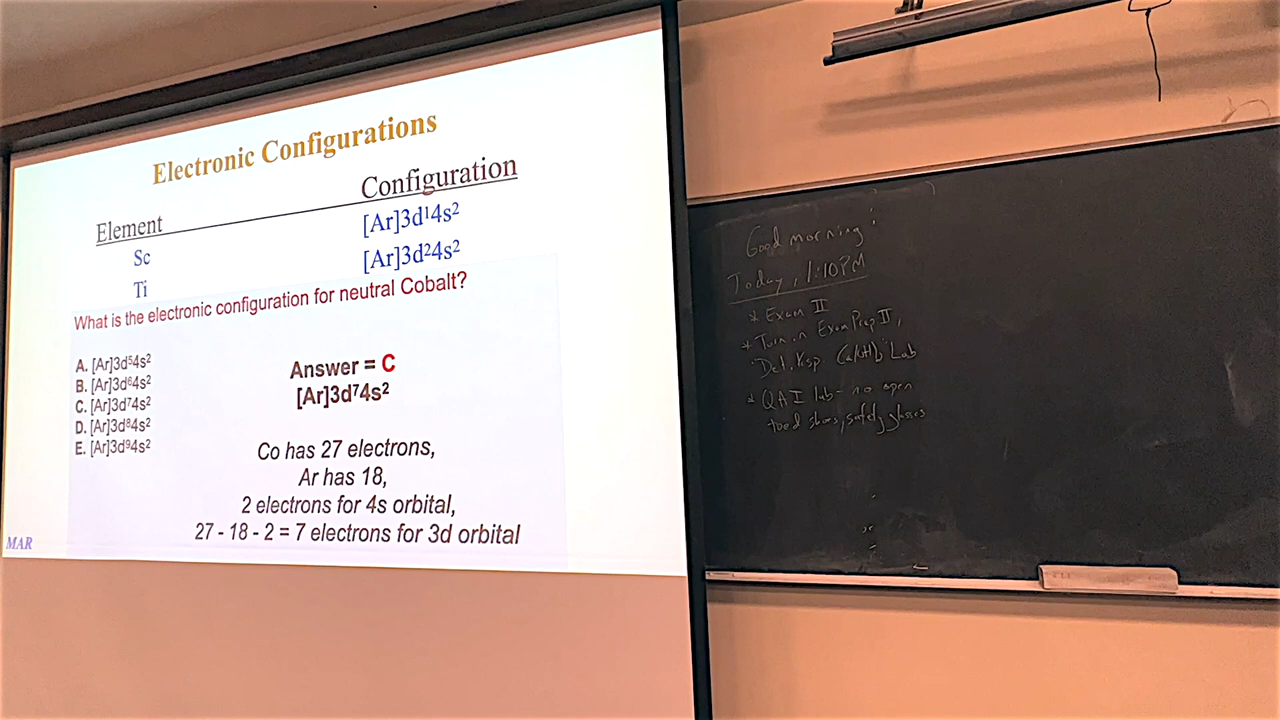 Electronic Configurations
Element Configuration
Sc [Ar]3d¹4s²
Ti [Ar]3d²4s²
What is the electronic configuration for neutral Cobalt?
A. [Ar]3d⁵4s²
B. [Ar]3d⁶4s²
C. [Ar]3d⁷4s²
D. [Ar]3d⁸4s²
E. [Ar]3d⁹4s²
Answer = C
[Ar]3d⁷4s²
Co has 27 electrons,
Ar has 18,
2 electrons for 4s orbital,
27 - 18 - 2 = 7 electrons for 3d orbital
MAR
Good morning
Today, 1:10PM
* Exam II
* Turn in Exam Prep II,
"Det. Ksp Ca(OH)₂" Lab
* QA I lab - no open
toed shoes, safety glasses